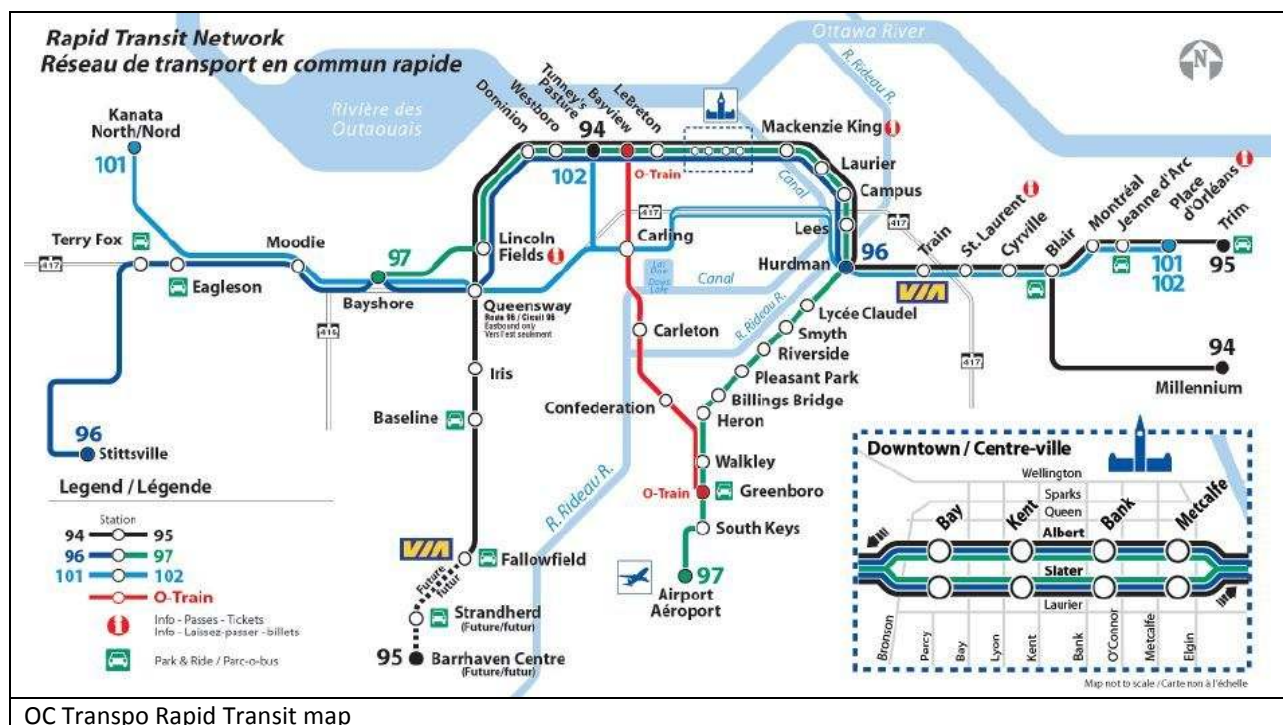 Rapid Transit Network
Réseau de transport en commun rapide
Ottawa River
R. Rideau R.
N
Rivière des
Outaouais
Kanata
North/Nord
101
Dominion
Westboro
Tunney's
Pasture
94
Bayview
LeBreton
102
O-Train
Mackenzie King
Laurier
Campus
Lees
96
Hurdman
Canal
417
Terry Fox
417
Eagleson
Moodie
97
Bayshore
416
Lincoln
Fields
Queensway
Route 96 / Circuit 96
Eastbound only
Vers l'est seulement
Carling
Canal
R. Rideau R.
Train
St. Laurent
Cyrville
Blair
Montréal
Jeanne d'Arc
Place
d'Orléans
Trim
101
102
95
VIA
417
94
Millennium
Lycée Claudel
Smyth
Riverside
Pleasant Park
Billings Bridge
Heron
Carleton
Confederation
Iris
Baseline
Walkley
O-Train
Greenboro
South Keys
97
Airport
Aéroport
R. Rideau R.
96
Stittsville
VIA
Fallowfield
Future
futur
Strandherd
(Future/futur)
95
Barrhaven Centre
(Future/futur)
Legend / Légende
Station
94 95
96 97
101 102
O-Train
Info - Passes - Tickets
Info - Laissez-passer - billets
Park & Ride / Parc-o-bus
Downtown / Centre-ville
Wellington
Sparks
Queen
Bay
Kent
Bank
Metcalfe
Albert
Slater
Laurier
Bronson
Percy
Bay
Lyon
Kent
Bank
O'Connor
Metcalfe
Elgin
Map not to scale / Carte non à l'échelle
OC Transpo Rapid Transit map